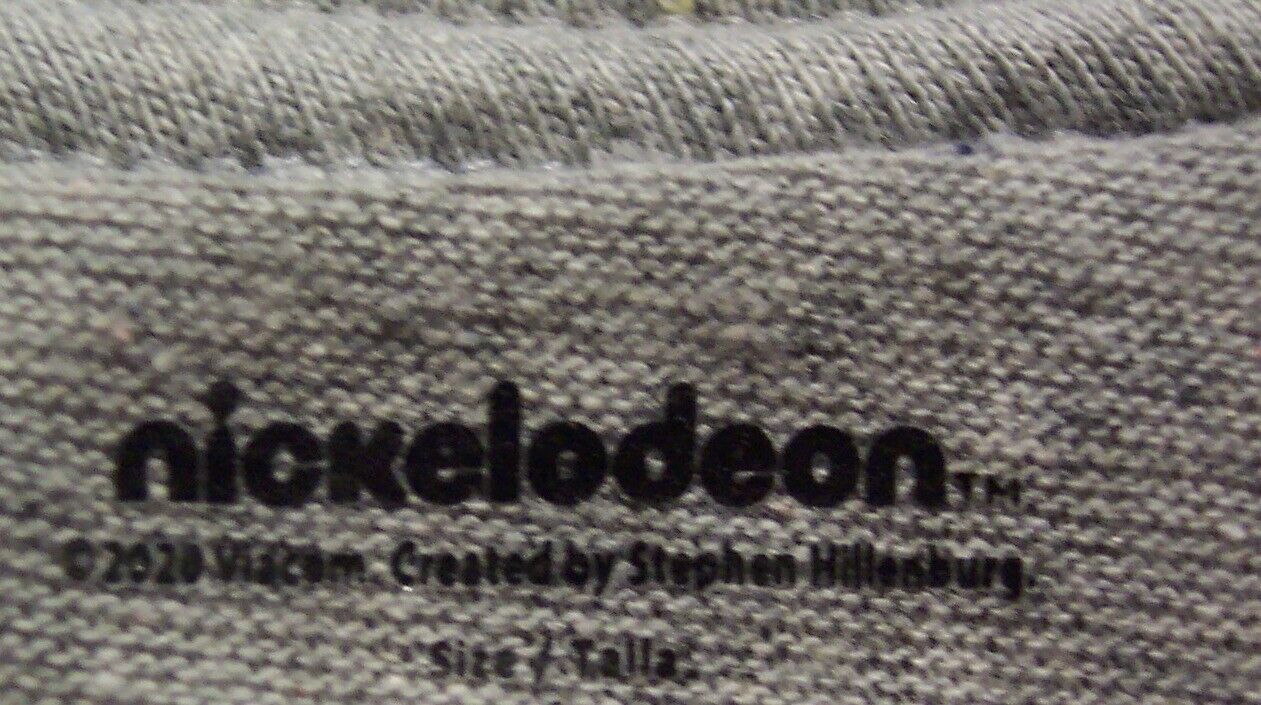 nickelodeon™
©2020 Viacom. Created by Stephen Hillenburg.
Size / Talla